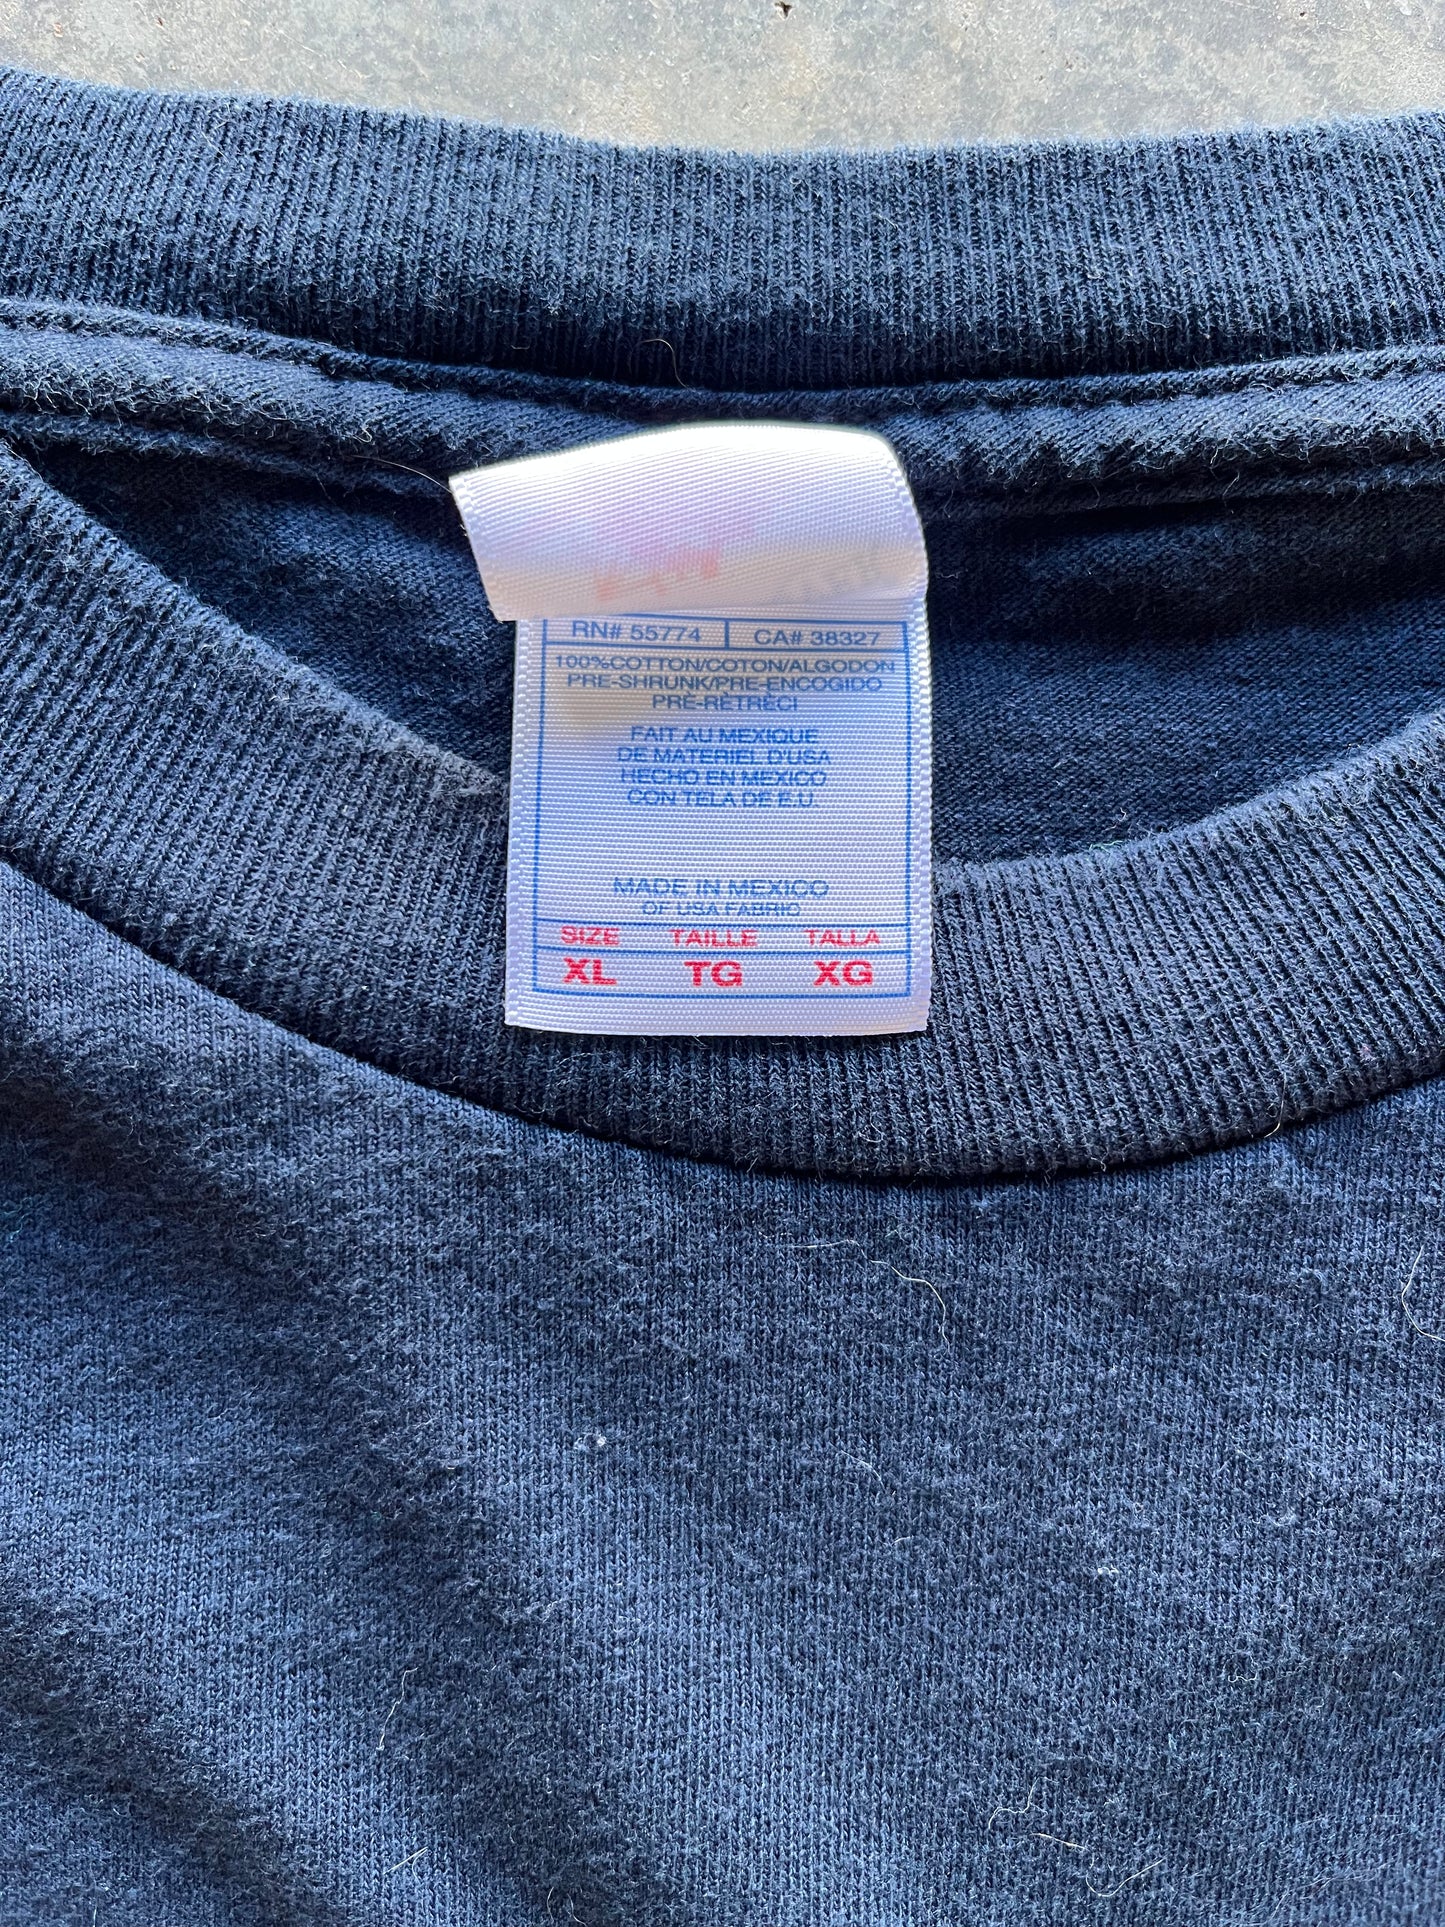 RN# 55774 CA# 38327
100%COTTON/COTON/ALGODON
PRE-SHRUNK/PRE-ENCOGIDO
PRÉ-RÉTRÉCI
FAIT AU MEXIQUE
DE MATERIEL D'USA
HECHO EN MEXICO
CON TELA DE E.U.
MADE IN MEXICO
OF USA FABRIC
SIZE TAILLE TALLA
XL TG XG